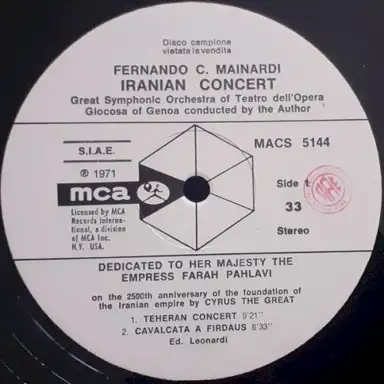 Disco campione
vietata la vendita
FERNANDO C. MAINARDI
IRANIAN CONCERT
Great Symphonic Orchestra of Teatro dell'Opera
Giocosa of Genoa conducted by the Author
S.I.A.E.
MACS 5144
℗ 1971
Side 1
mca
33
Licensed by MCA
Records Interna-
tional, a division
of MCA Inc.
N.Y. USA.
Stereo
DEDICATED TO HER MAJESTY THE
EMPRESS FARAH PAHLAVI
on the 2500th anniversary of the foundation of
the Iranian empire by CYRUS THE GREAT
1. TEHERAN CONCERT 9'21''
2. CAVALCATA A FIRDAUS 8'33''
Ed. Leonardi